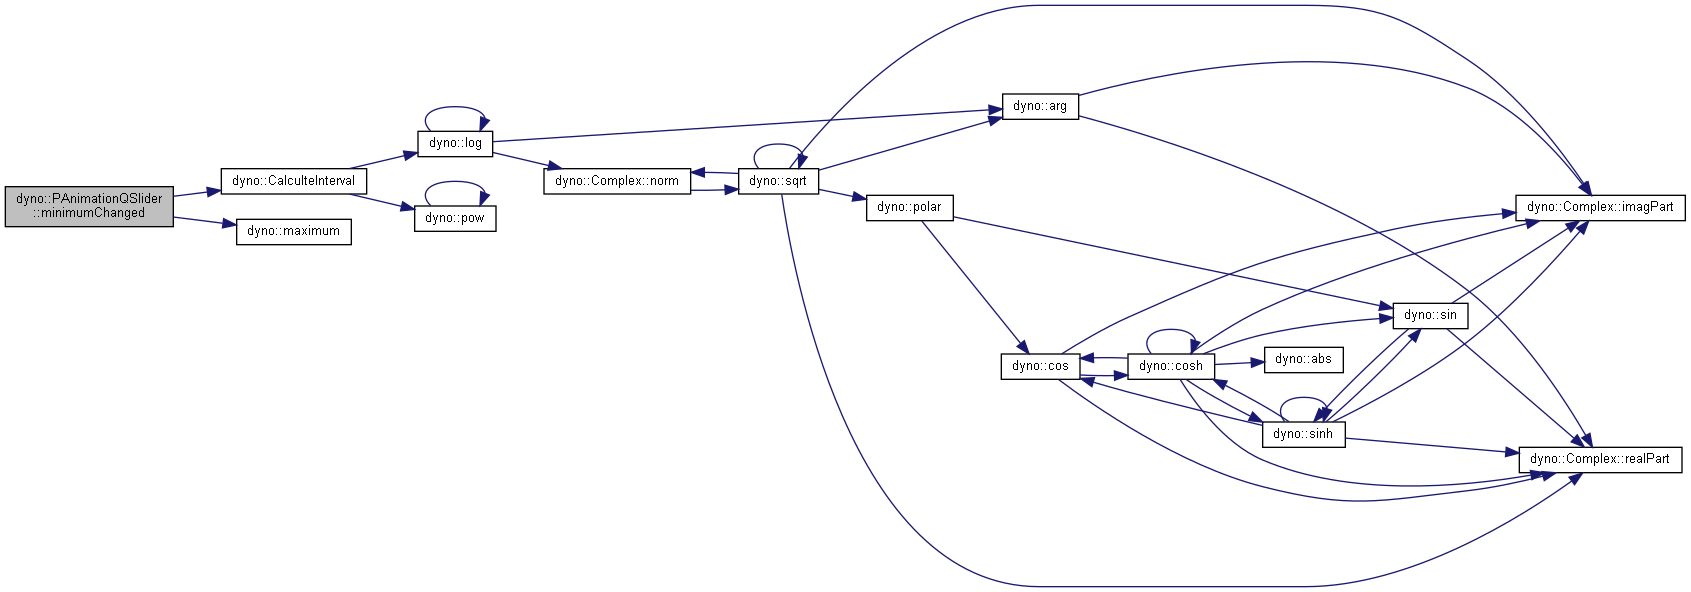 dyno::PAnimationQSlider
::minimumChanged
dyno::CalculteInterval
dyno::maximum
dyno::log
dyno::pow
dyno::Complex::norm
dyno::sqrt
dyno::arg
dyno::polar
dyno::cos
dyno::cosh
dyno::abs
dyno::sinh
dyno::sin
dyno::Complex::imagPart
dyno::Complex::realPart